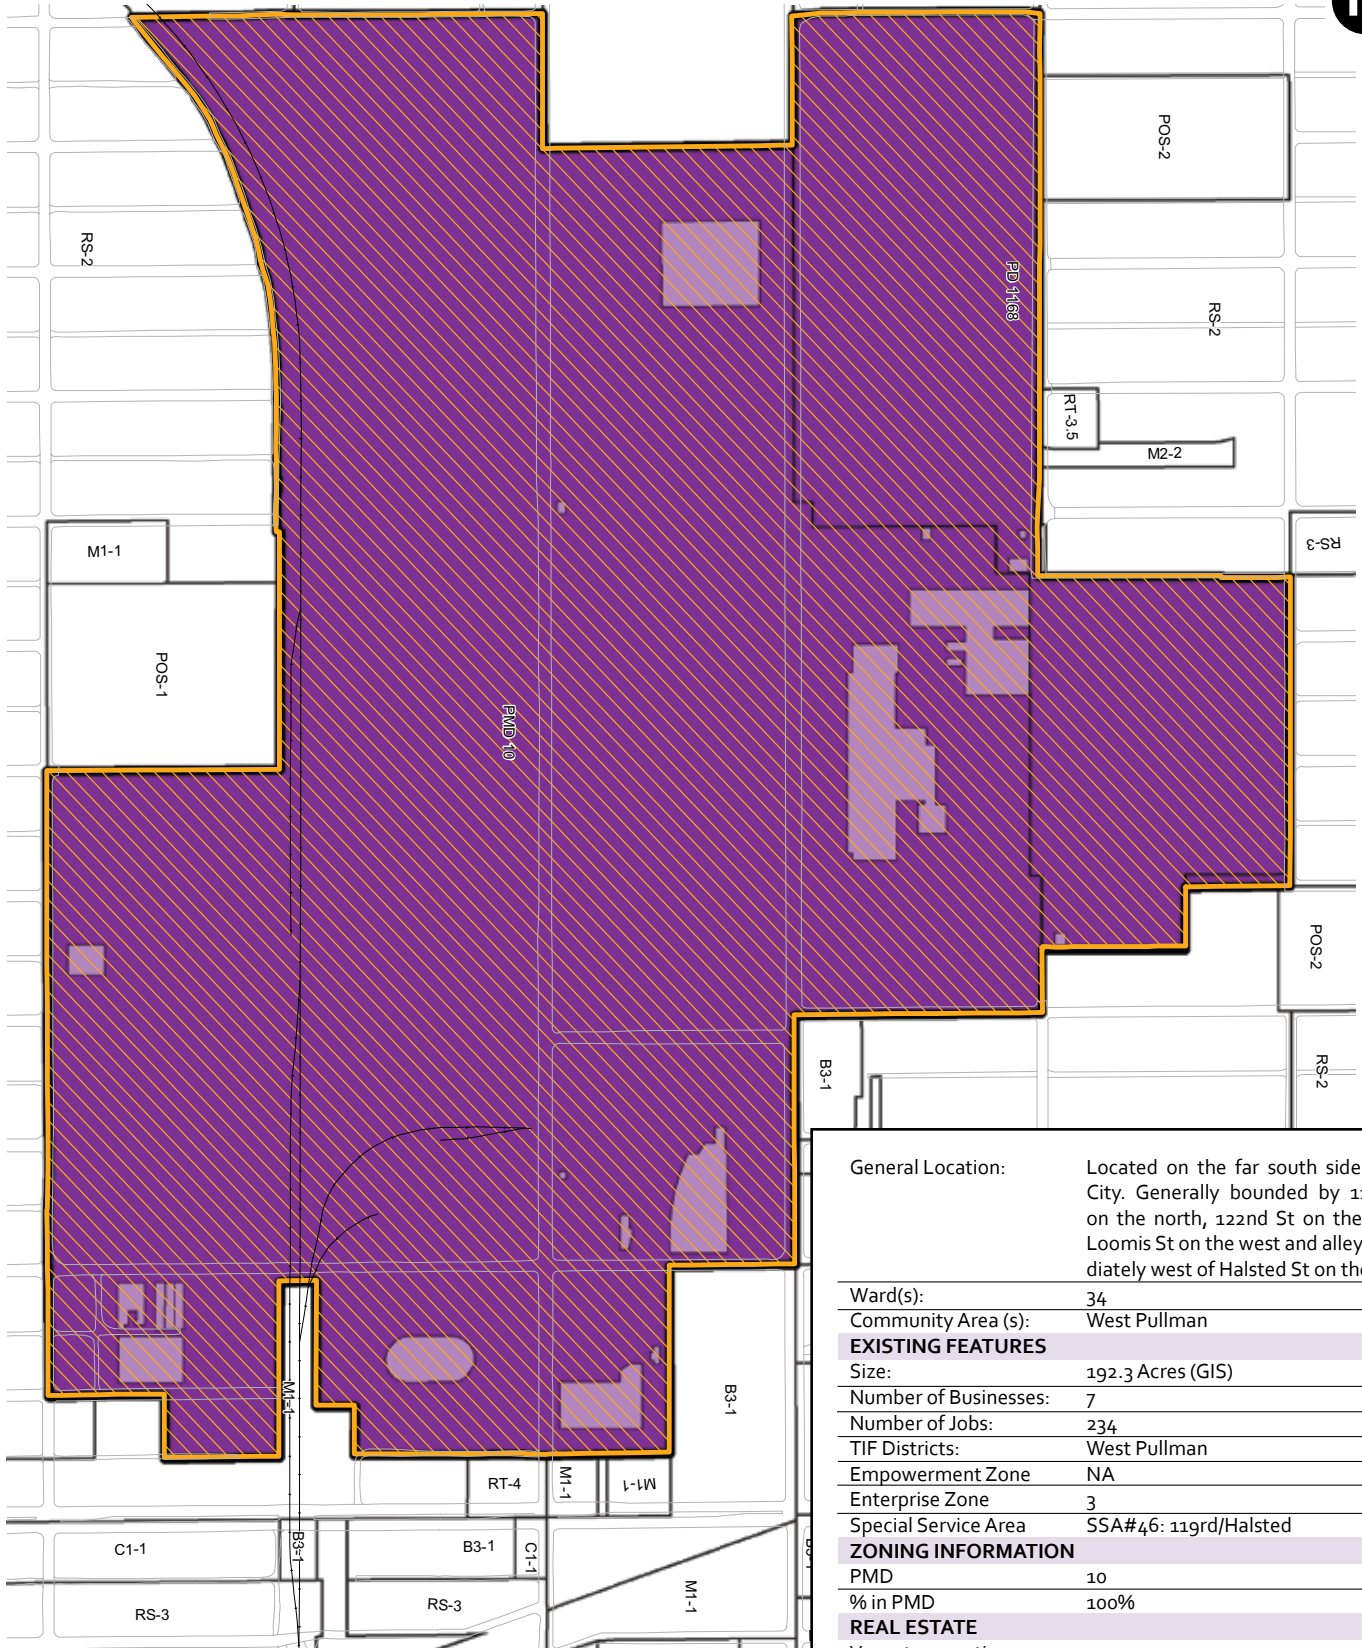 POS-2
RS-2
PD 1168
RS-2
RT-3.5
M2-2
M1-1
RS-3
POS-1
PMD 10
POS-2
B3-1
RS-2
M1-1
B3-1
RT-4
M1-1
M1-1
C1-1
B3-1
B3-1
C1-1
RS-3
RS-3
M1-1
General Location: Located on the far south side
City. Generally bounded by
on the north, 122nd St on the
Loomis St on the west and alley
diately west of Halsted St on the
Ward(s): 34
Community Area (s): West Pullman
EXISTING FEATURES
Size: 192.3 Acres (GIS)
Number of Businesses: 7
Number of Jobs: 234
TIF Districts: West Pullman
Empowerment Zone NA
Enterprise Zone 3
Special Service Area SSA#46: 119rd/Halsted
ZONING INFORMATION
PMD 10
% in PMD 100%
REAL ESTATE